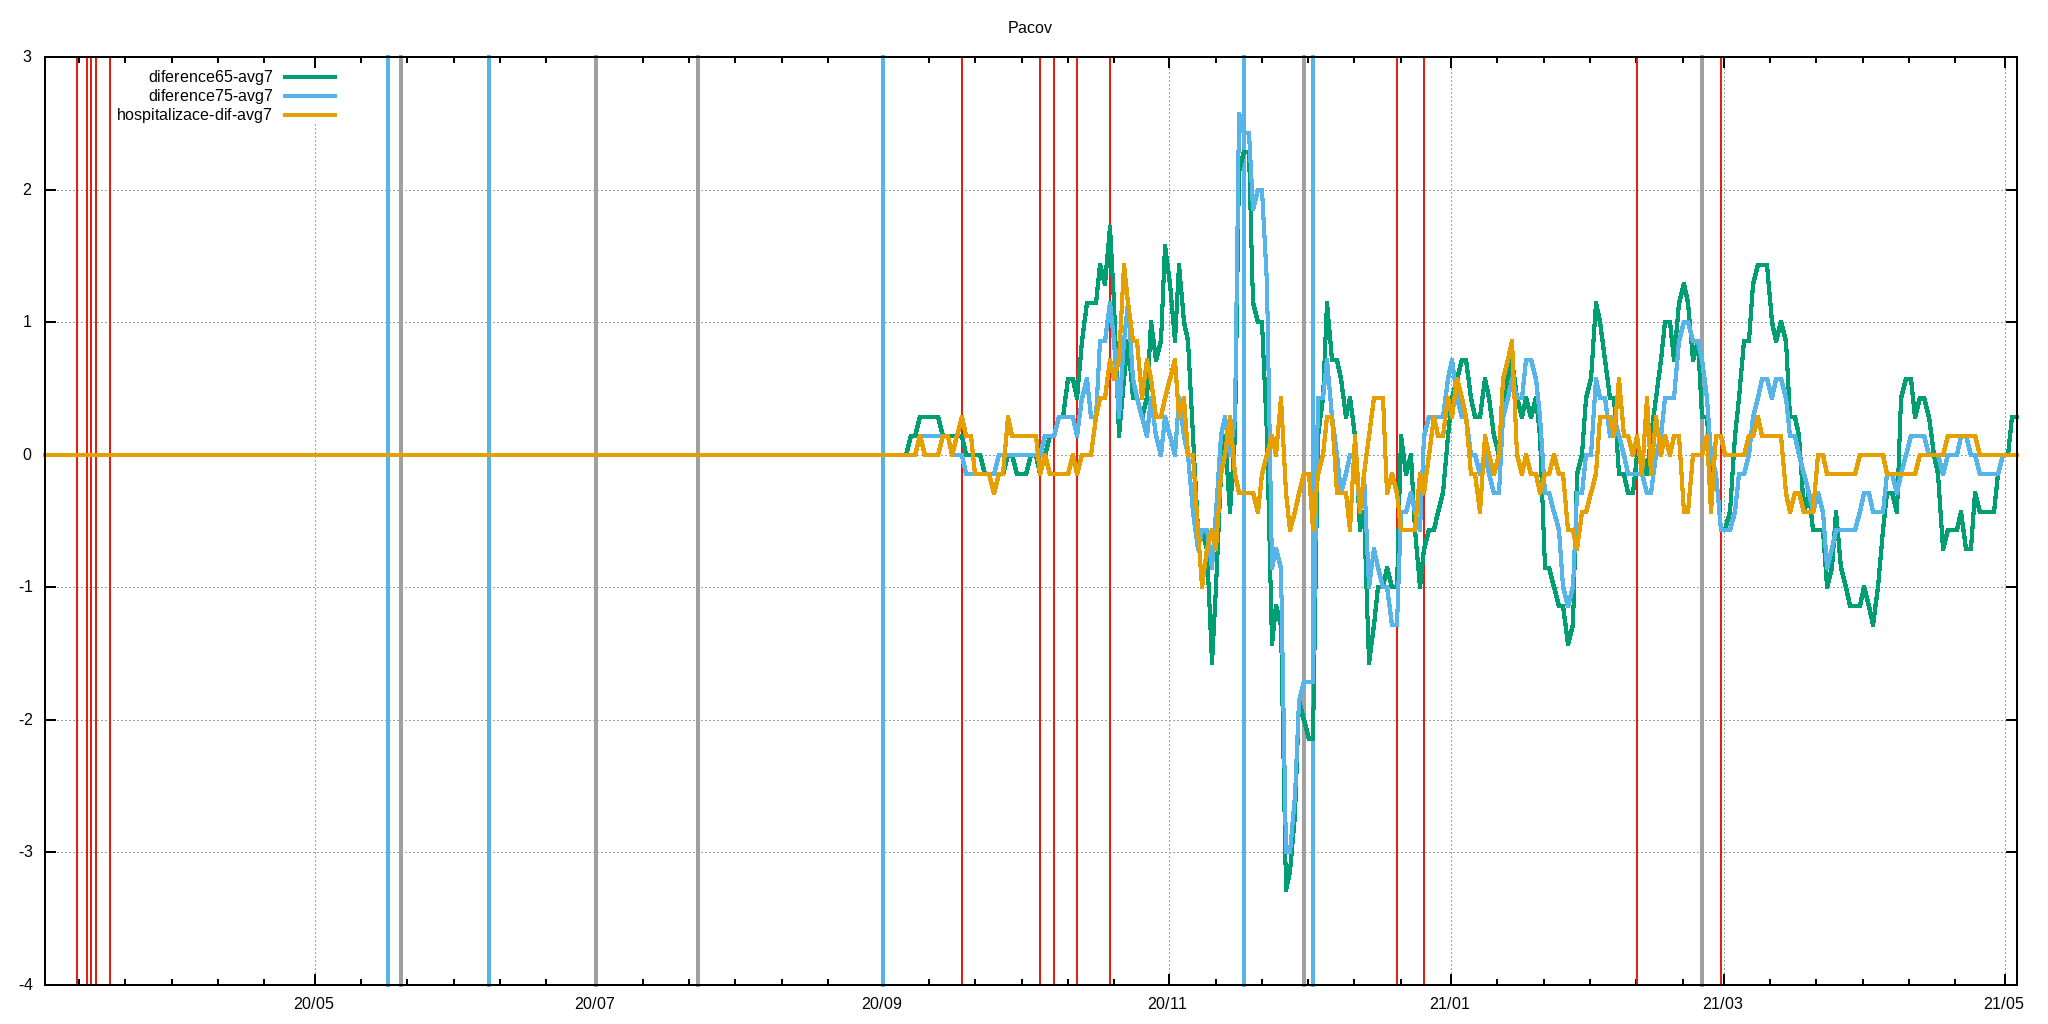 Pacov
3
diference65-avg7
diference75-avg7
hospitalizace-dif-avg7
2
1
0
-1
-2
-3
-4
20/05 20/07 20/09 20/11 21/01 21/03 21/05